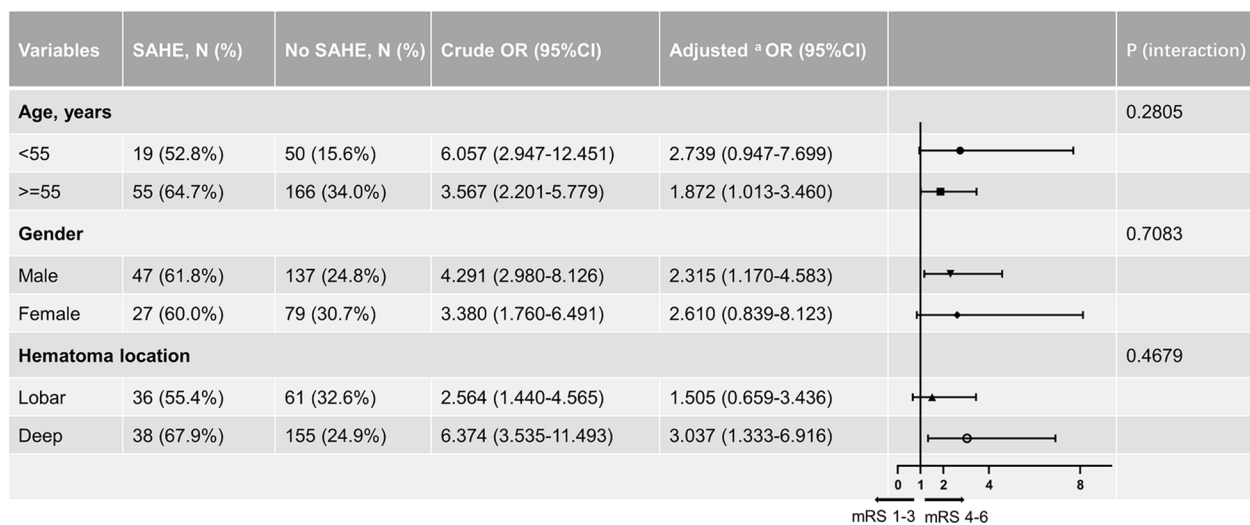 Variables SAHE, N (%) No SAHE, N (%) Crude OR (95%CI) Adjusted ᵃ OR (95%CI) P (interaction)
Age, years 0.2805
<55 19 (52.8%) 50 (15.6%) 6.057 (2.947-12.451) 2.739 (0.947-7.699)
>=55 55 (64.7%) 166 (34.0%) 3.567 (2.201-5.779) 1.872 (1.013-3.460)
Gender 0.7083
Male 47 (61.8%) 137 (24.8%) 4.291 (2.980-8.126) 2.315 (1.170-4.583)
Female 27 (60.0%) 79 (30.7%) 3.380 (1.760-6.491) 2.610 (0.839-8.123)
Hematoma location 0.4679
Lobar 36 (55.4%) 61 (32.6%) 2.564 (1.440-4.565) 1.505 (0.659-3.436)
Deep 38 (67.9%) 155 (24.9%) 6.374 (3.535-11.493) 3.037 (1.333-6.916)
0 1 2 4 8
mRS 1-3 mRS 4-6